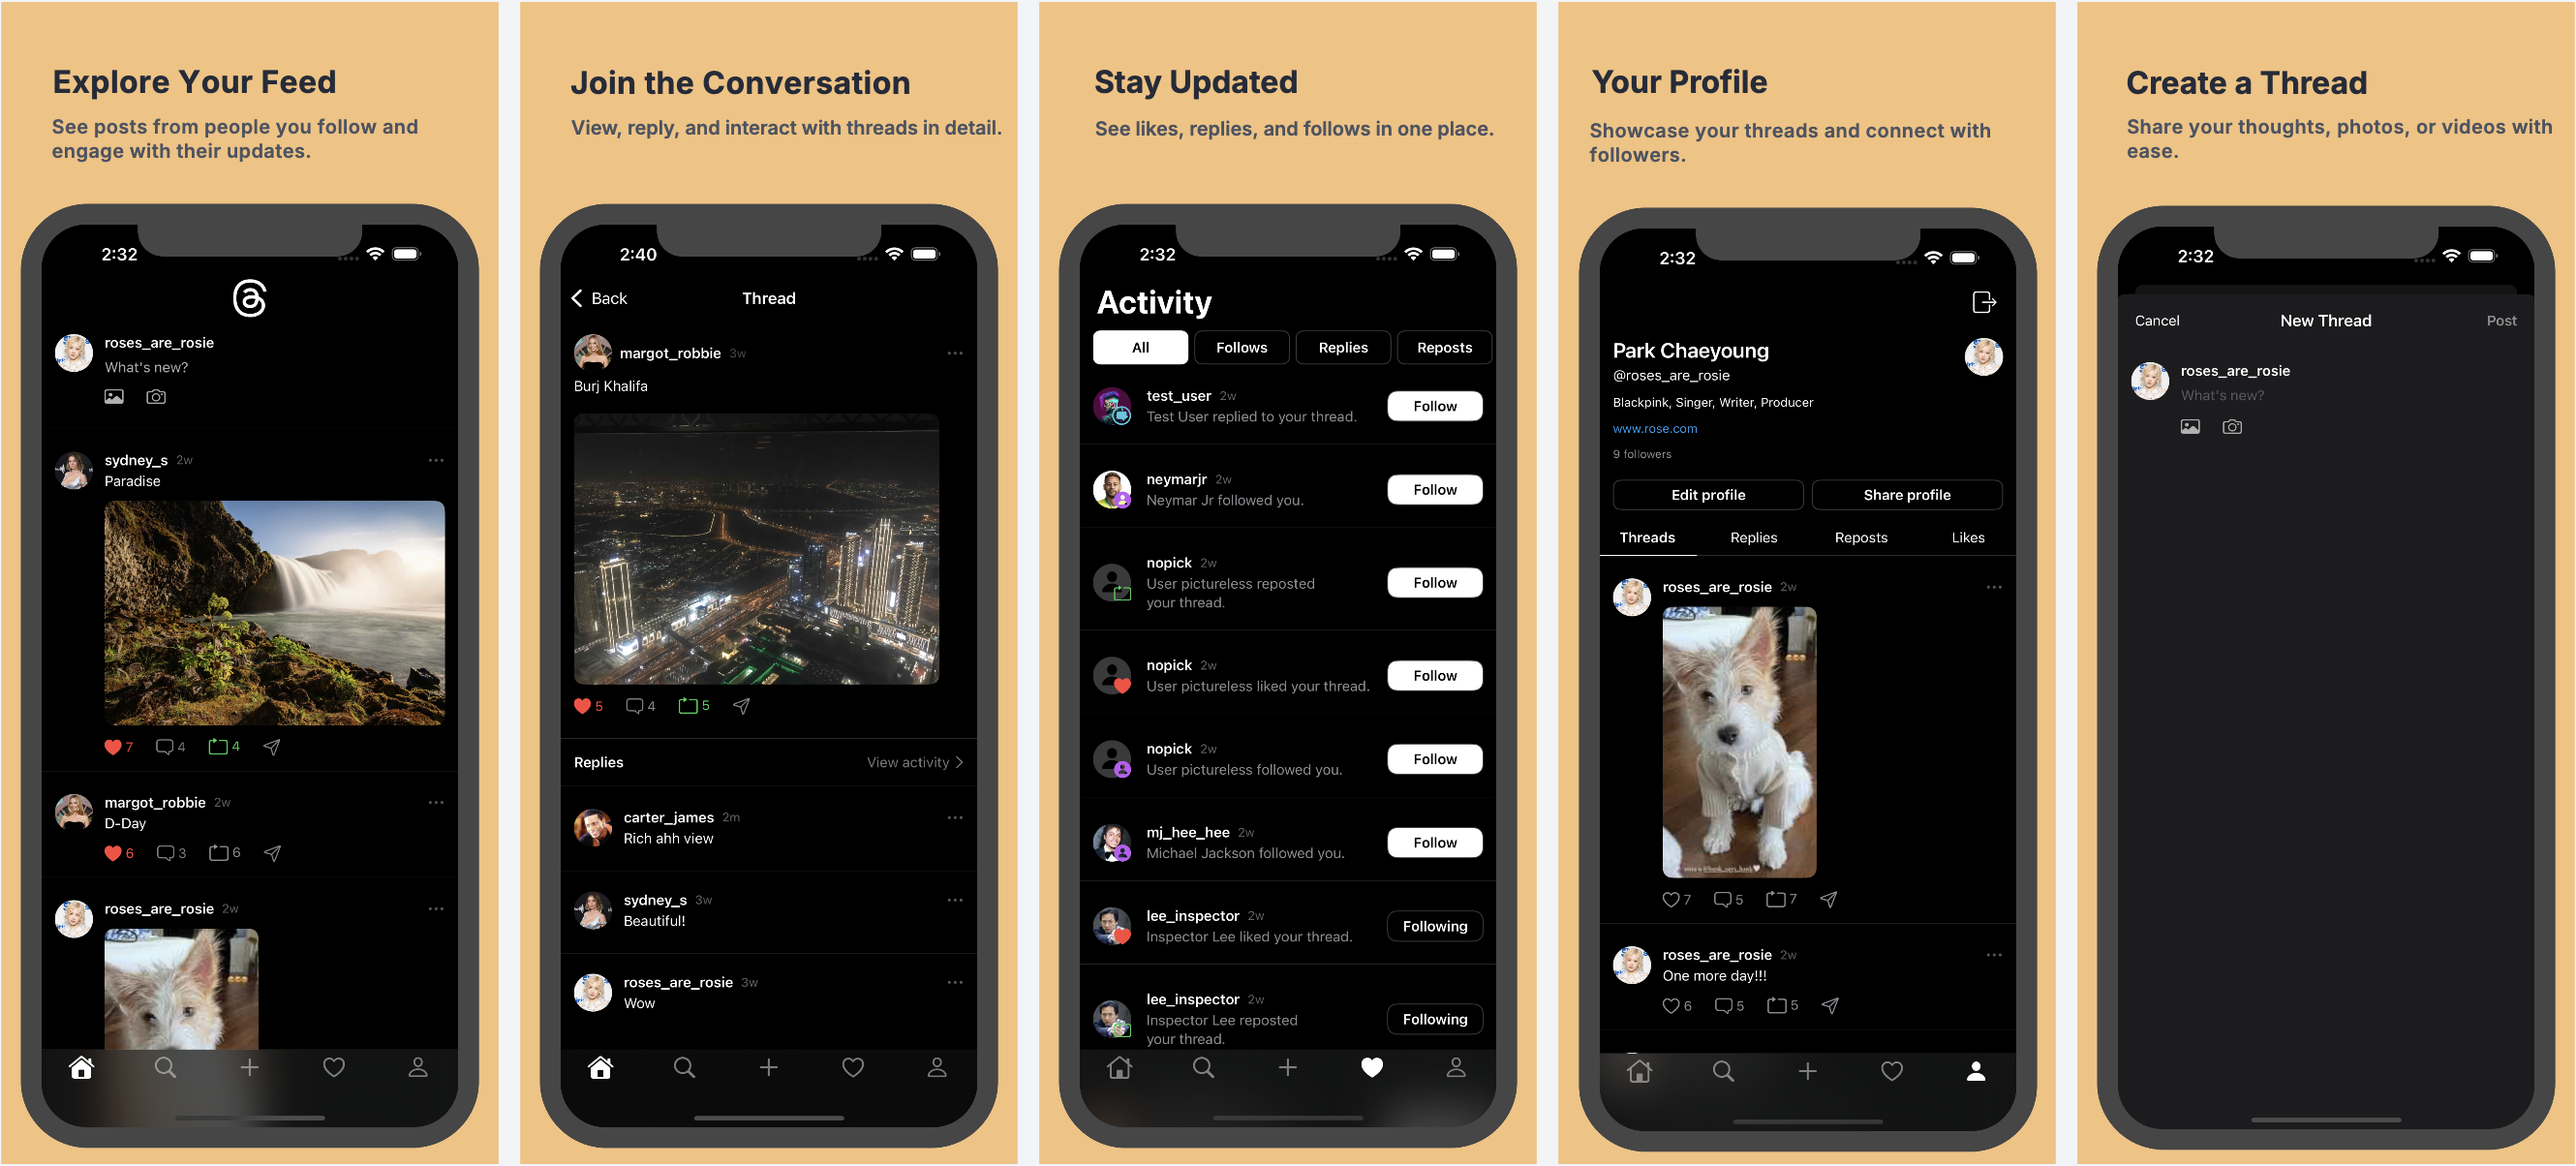 Explore Your Feed
See posts from people you follow and
engage with their updates.
2:32
roses_are_rosie
What's new?
sydney_s 2w
Paradise
7 4 4
margot_robbie 2w
D-Day
6 3 6
roses_are_rosie 2w
Join the Conversation
View, reply, and interact with threads in detail.
2:40
Back Thread
margot_robbie 3w
Burj Khalifa
5 4 5
Replies View activity
carter_james 2m
Rich ahh view
sydney_s 3w
Beautiful!
roses_are_rosie 3w
Wow
Stay Updated
See likes, replies, and follows in one place.
2:32
Activity
All Follows Replies Reposts
test_user 2w
Test User replied to your thread.
Follow
neymarjr 2w
Neymar Jr followed you.
Follow
nopick 2w
User pictureless reposted
your thread.
Follow
nopick 2w
User pictureless liked your thread.
Follow
nopick 2w
User pictureless followed you.
Follow
mj_hee_hee 2w
Michael Jackson followed you.
Follow
lee_inspector 2w
Inspector Lee liked your thread.
Following
lee_inspector 2w
Inspector Lee reposted
your thread.
Following
Your Profile
Showcase your threads and connect with
followers.
2:32
Park Chaeyoung
@roses_are_rosie
Blackpink, Singer, Writer, Producer
www.rose.com
9 followers
Edit profile Share profile
Threads Replies Reposts Likes
roses_are_rosie 2w
7 5 7
roses_are_rosie 2w
One more day!!!
6 5 5
Create a Thread
Share your thoughts, photos, or videos with
ease.
2:32
Cancel New Thread Post
roses_are_rosie
What's new?